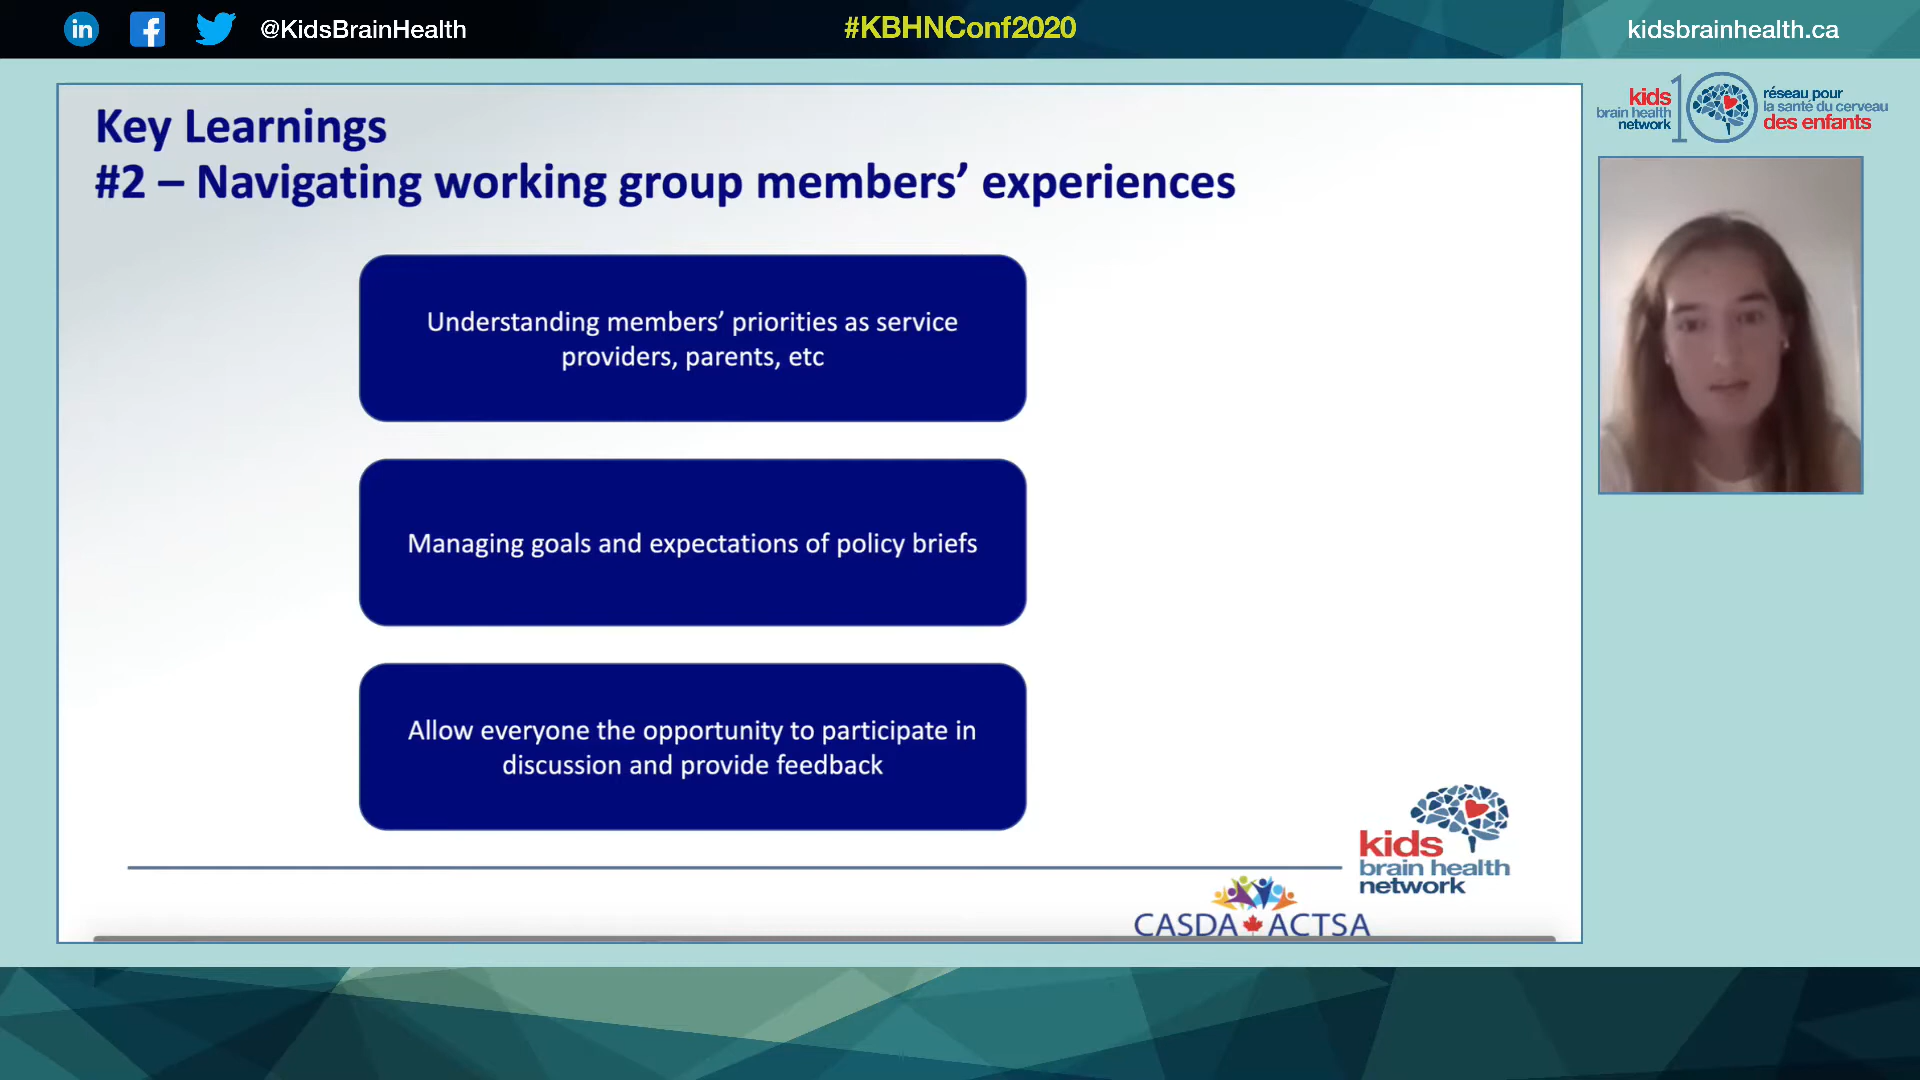 @KidsBrainHealth
#KBHNConf2020
kidsbrainhealth.ca
Key Learnings
#2 – Navigating working group members’ experiences
Understanding members’ priorities as service
providers, parents, etc
Managing goals and expectations of policy briefs
Allow everyone the opportunity to participate in
discussion and provide feedback
kids
brain health
network
CASDA ACTSA
kids
brain health
network
10
réseau pour
la santé du cerveau
des enfants